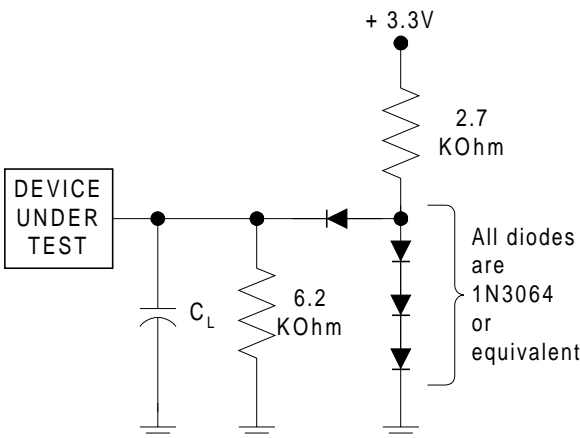 + 3.3V
2.7
KOhm
DEVICE
UNDER
TEST
C_L
6.2
KOhm
All diodes
are
1N3064
or
equivalent